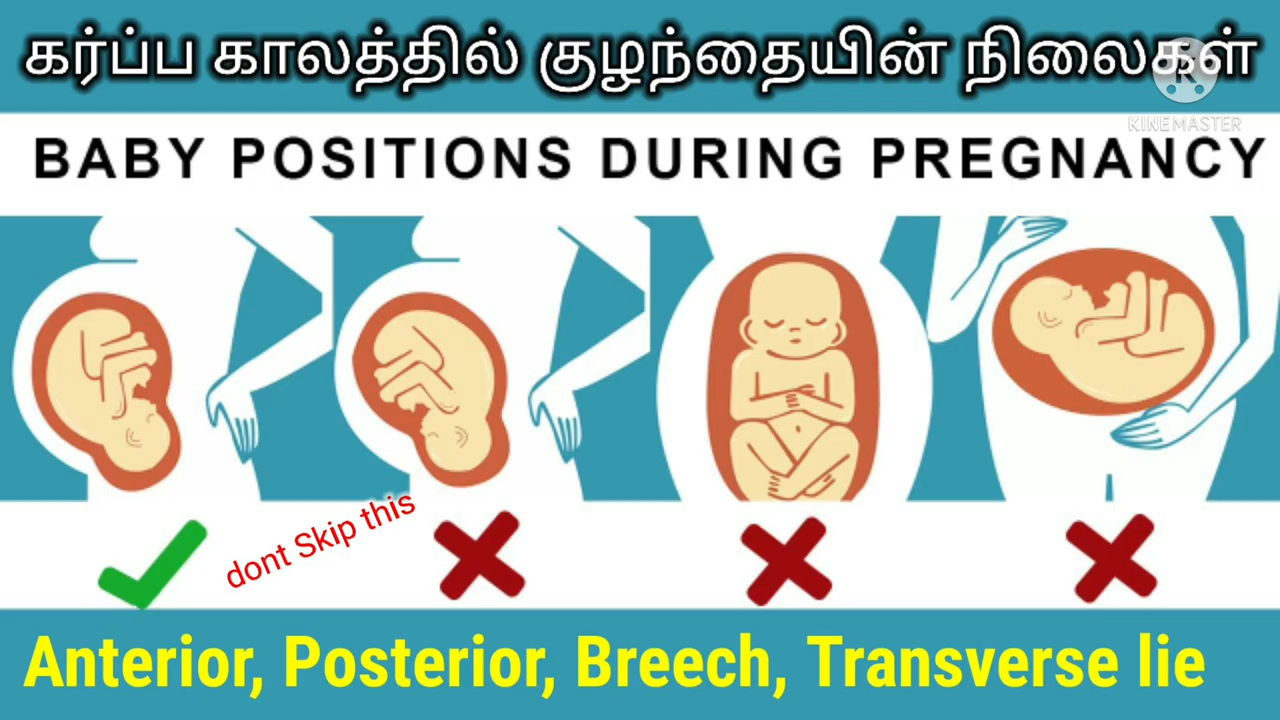 கர்ப்ப காலத்தில் குழந்தையின் நிலைகள்
R
KINEMASTER
BABY POSITIONS DURING PREGNANCY
dont Skip this
Anterior, Posterior, Breech, Transverse lie